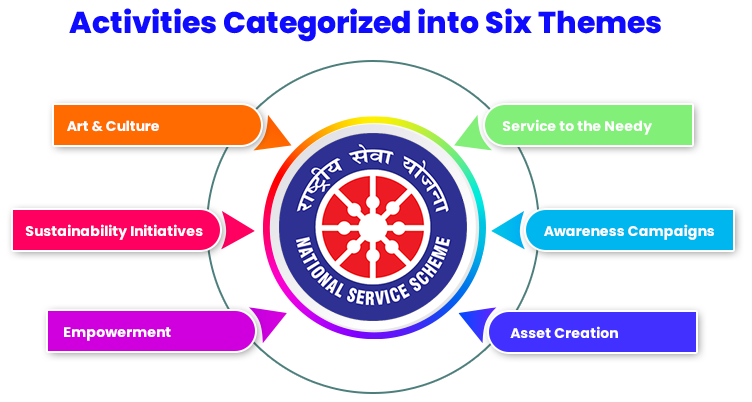 Activities Categorized into Six Themes
Art & Culture
Service to the Needy
राष्ट्रीय सेवा योजना
Sustainability Initiatives
Awareness Campaigns
NATIONAL SERVICE SCHEME
Empowerment
Asset Creation